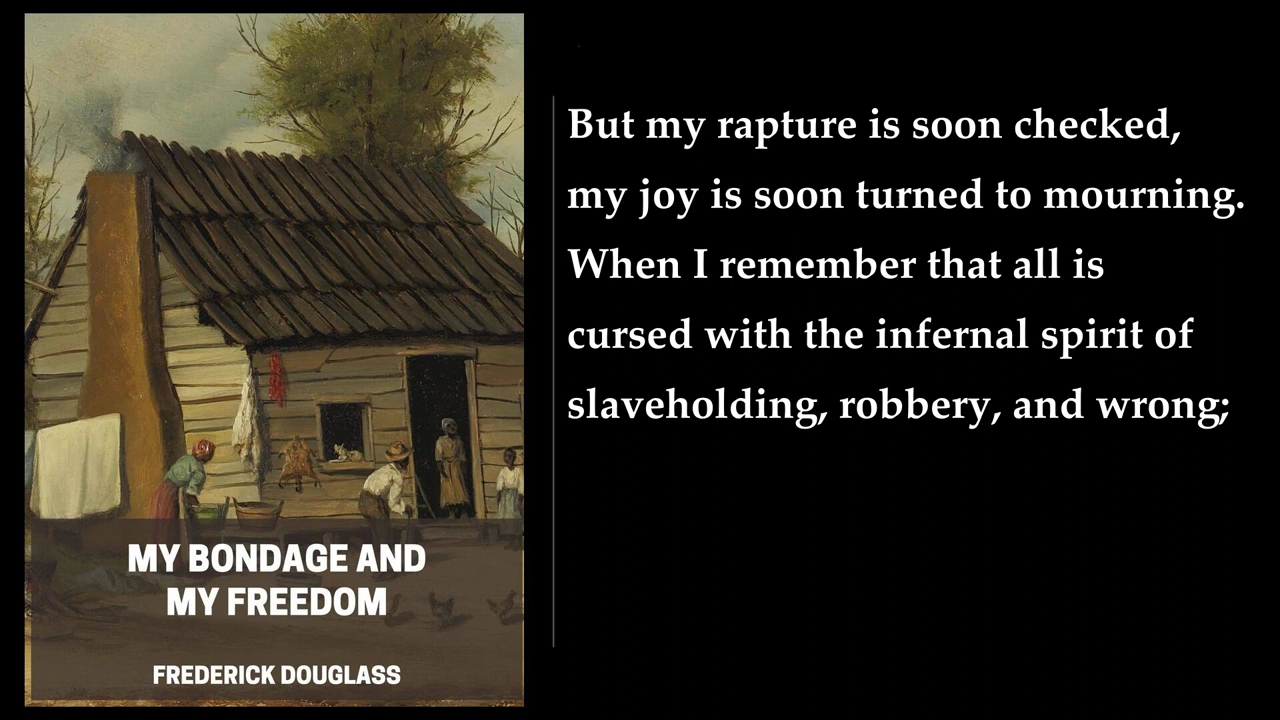 MY BONDAGE AND
MY FREEDOM
FREDERICK DOUGLASS
But my rapture is soon checked,
my joy is soon turned to mourning.
When I remember that all is
cursed with the infernal spirit of
slaveholding, robbery, and wrong;